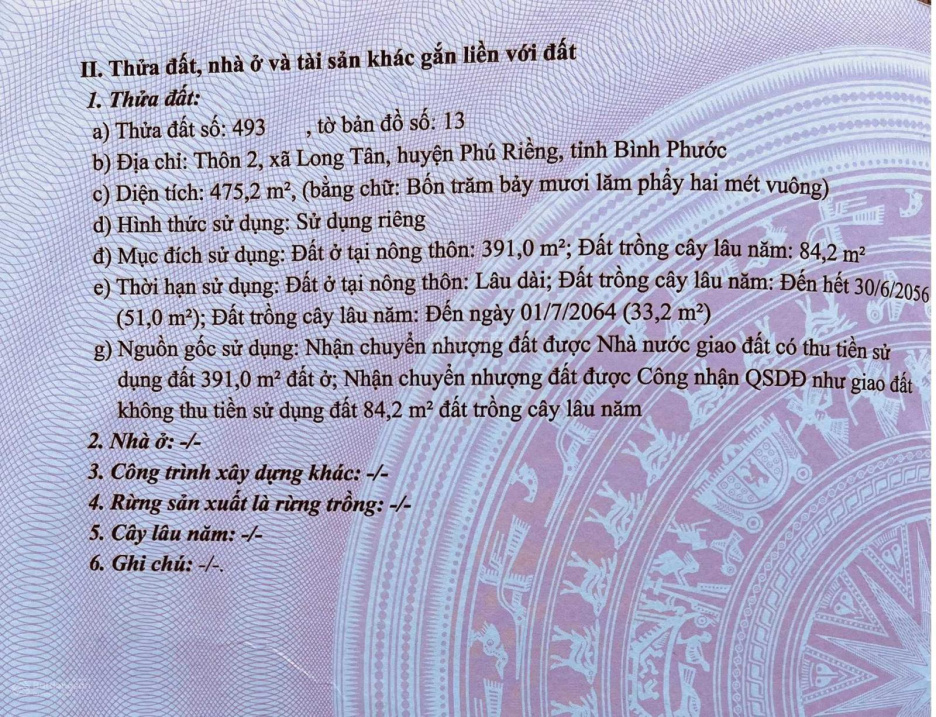 II. Thửa đất, nhà ở và tài sản khác gắn liền với đất
1. Thửa đất:
a) Thửa đất số: 493 , tờ bản đồ số: 13
b) Địa chỉ: Thôn 2, xã Long Tân, huyện Phú Riềng, tỉnh Bình Phước
c) Diện tích: 475,2 m², (bằng chữ: Bốn trăm bảy mươi lăm phẩy hai mét vuông)
d) Hình thức sử dụng: Sử dụng riêng
đ) Mục đích sử dụng: Đất ở tại nông thôn: 391,0 m²; Đất trồng cây lâu năm: 84,2 m²
e) Thời hạn sử dụng: Đất ở tại nông thôn: Lâu dài; Đất trồng cây lâu năm: Đến hết 30/6/2056
(51,0 m²); Đất trồng cây lâu năm: Đến ngày 01/7/2064 (33,2 m²)
g) Nguồn gốc sử dụng: Nhận chuyển nhượng đất được Nhà nước giao đất có thu tiền sử
dụng đất 391,0 m² đất ở; Nhận chuyển nhượng đất được Công nhận QSDĐ như giao đất
không thu tiền sử dụng đất 84,2 m² đất trồng cây lâu năm
2. Nhà ở: -/-
3. Công trình xây dựng khác: -/-
4. Rừng sản xuất là rừng trồng: -/-
5. Cây lâu năm: -/-
6. Ghi chú: -/-.